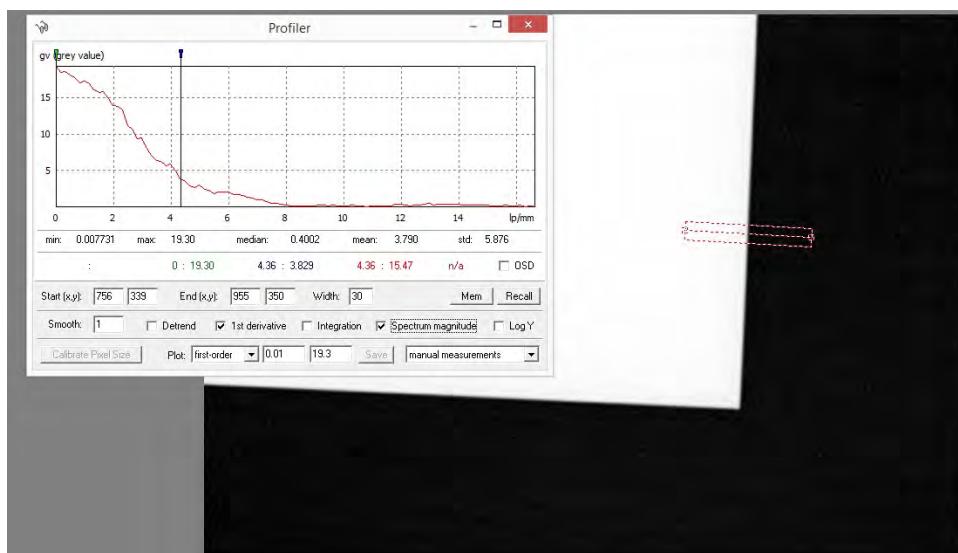 Profiler
gv (grey value)
15
10
5
0 2 4 6 8 10 12 14 lp/mm
min: 0.007731 max: 19.30 median: 0.4002 mean: 3.790 std: 5.876
: 0 : 19.30 4.36 : 3.829 4.36 : 15.47 n/a OSD
Start (x,y): 756 339 End (x,y): 955 350 Width: 30 Mem Recall
Smooth: 1 Detrend 1st derivative Integration Spectrum magnitude Log Y
Calibrate Pixel Size Plot: first-order 0.01 19.3 Save manual measurements